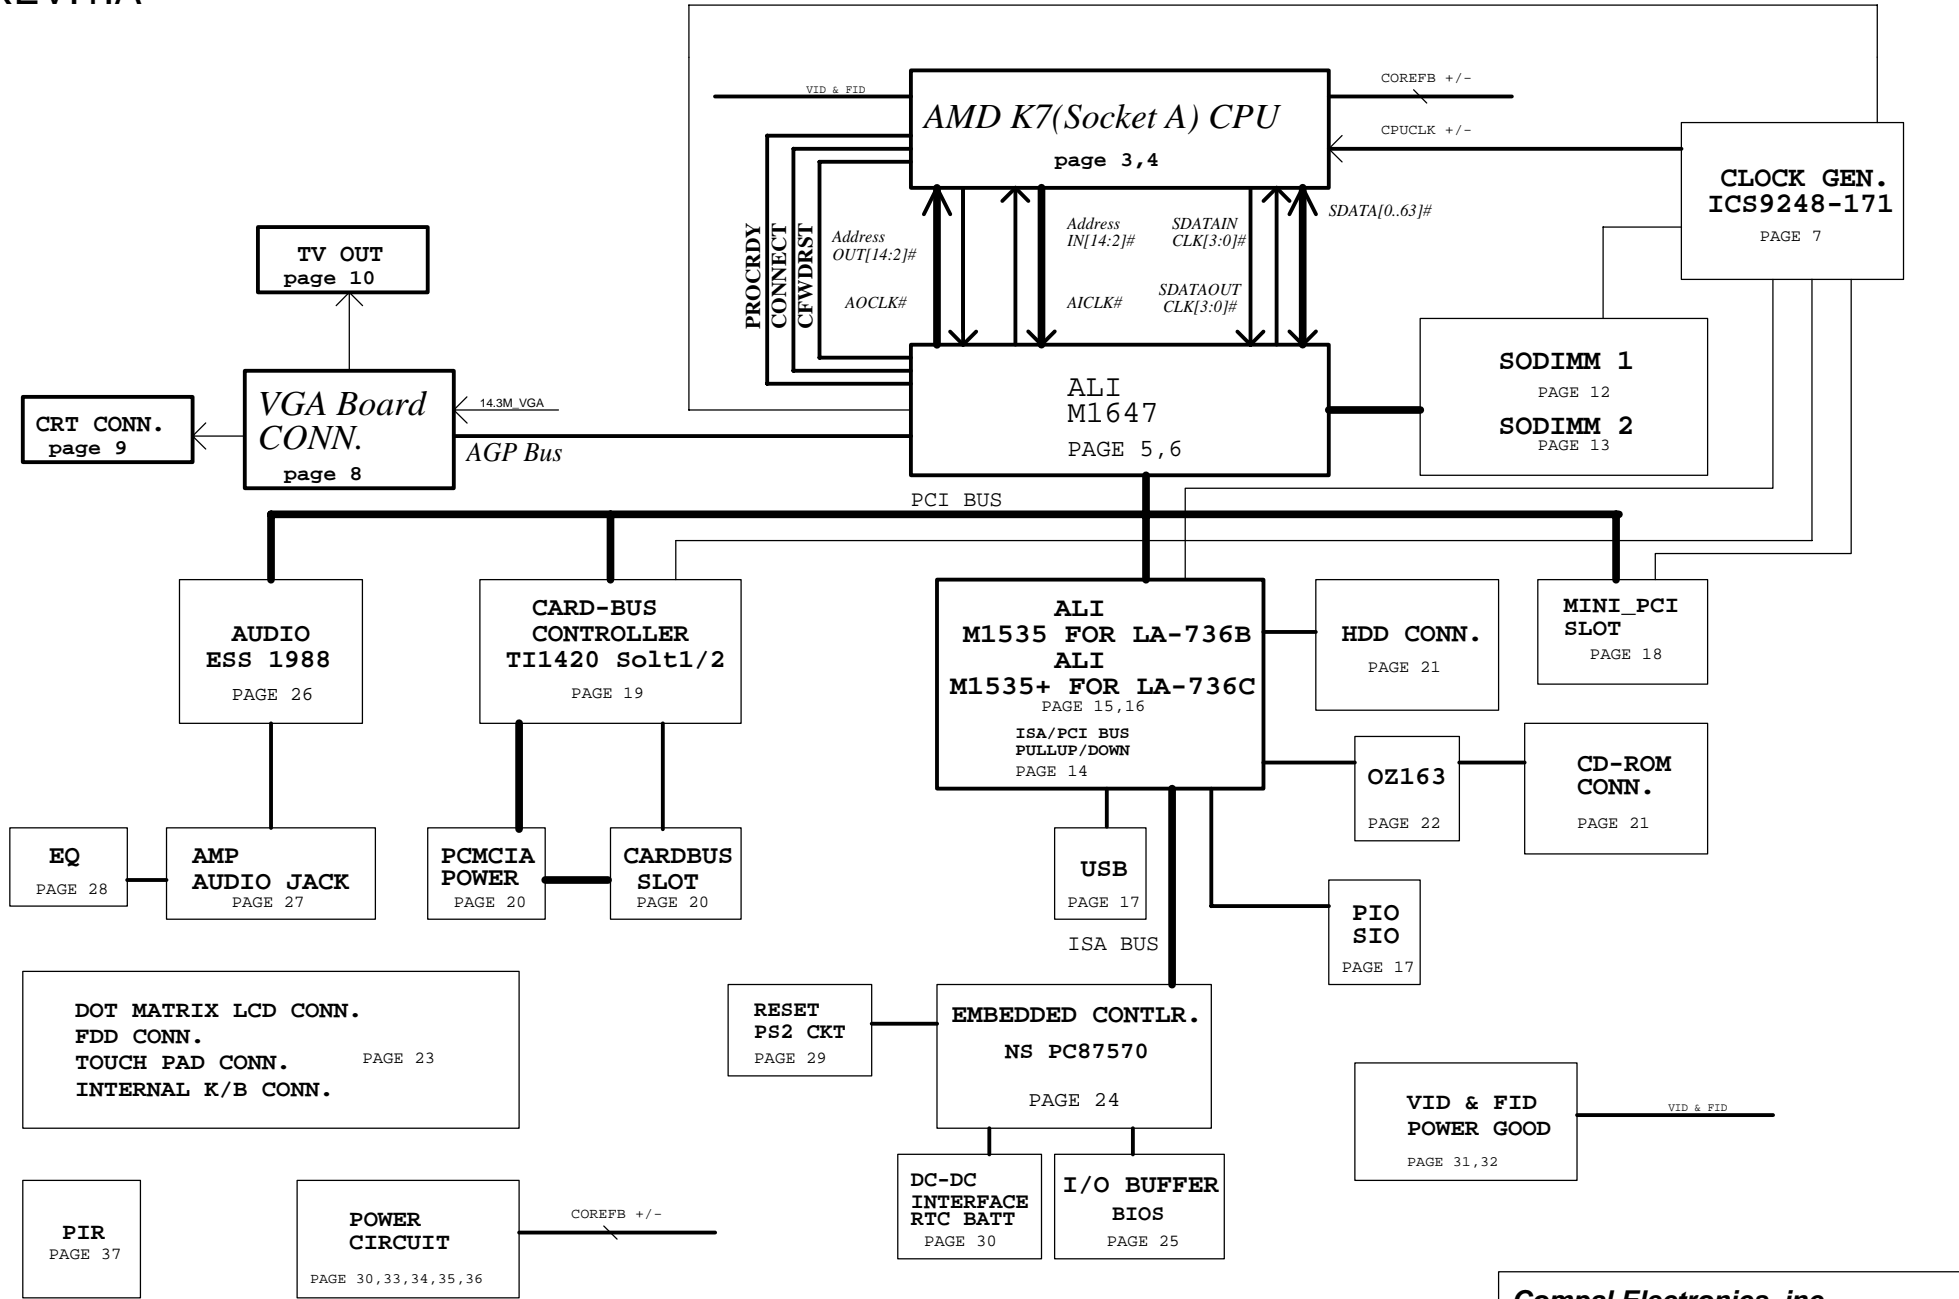 VID & FID
COREFB +/-
AMD K7(Socket A) CPU
page 3,4
CPUCLK +/-
CLOCK GEN.
ICS9248-171
PAGE 7
PROCRDY
CONNECT
CFWDRST
Address
OUT[14:2]#
AOCLK#
Address
IN[14:2]#
AICLK#
SDATAIN
CLK[3:0]#
SDATAOUT
CLK[3:0]#
SDATA[0..63]#
TV OUT
page 10
CRT CONN.
page 9
VGA Board
CONN.
page 8
14.3M_VGA
AGP Bus
ALI
M1647
PAGE 5,6
SODIMM 1
PAGE 12
SODIMM 2
PAGE 13
PCI BUS
AUDIO
ESS 1988
PAGE 26
CARD-BUS
CONTROLLER
TI1420 Solt1/2
PAGE 19
ALI
M1535 FOR LA-736B
ALI
M1535+ FOR LA-736C
PAGE 15,16
ISA/PCI BUS
PULLUP/DOWN
PAGE 14
HDD CONN.
PAGE 21
MINI_PCI
SLOT
PAGE 18
OZ163
PAGE 22
CD-ROM
CONN.
PAGE 21
EQ
PAGE 28
AMP
AUDIO JACK
PAGE 27
PCMCIA
POWER
PAGE 20
CARDBUS
SLOT
PAGE 20
USB
PAGE 17
PIO
SIO
PAGE 17
ISA BUS
DOT MATRIX LCD CONN.
FDD CONN.
TOUCH PAD CONN.
INTERNAL K/B CONN.
PAGE 23
RESET
PS2 CKT
PAGE 29
EMBEDDED CONTLR.
NS PC87570
PAGE 24
VID & FID
POWER GOOD
PAGE 31,32
VID & FID
PIR
PAGE 37
POWER
CIRCUIT
PAGE 30,33,34,35,36
COREFB +/-
DC-DC
INTERFACE
RTC BATT
PAGE 30
I/O BUFFER
BIOS
PAGE 25